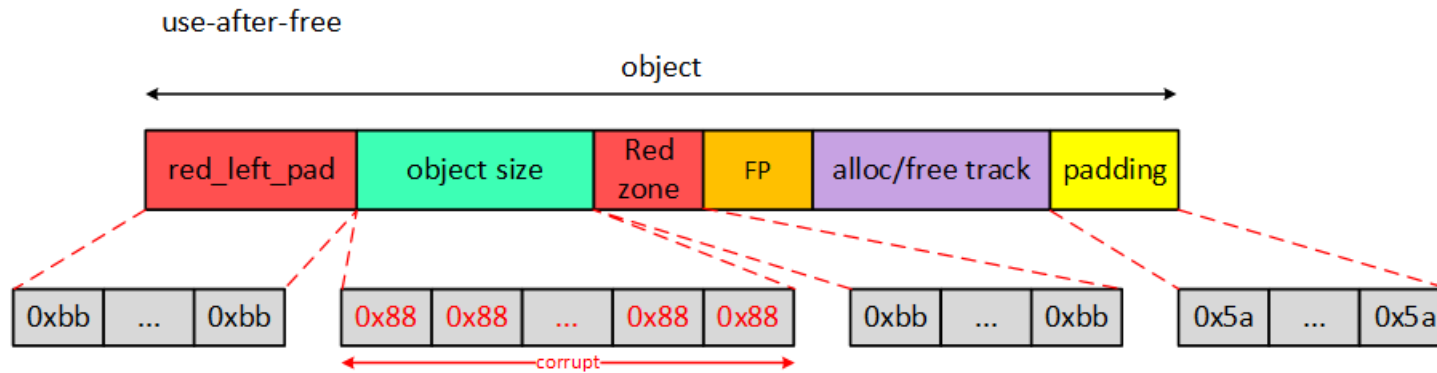 use-after-free
object
red_left_pad object size Red zone FP alloc/free track padding
0xbb ... 0xbb 0x88 0x88 ... 0x88 0x88 0xbb ... 0xbb 0x5a ... 0x5a
corrupt